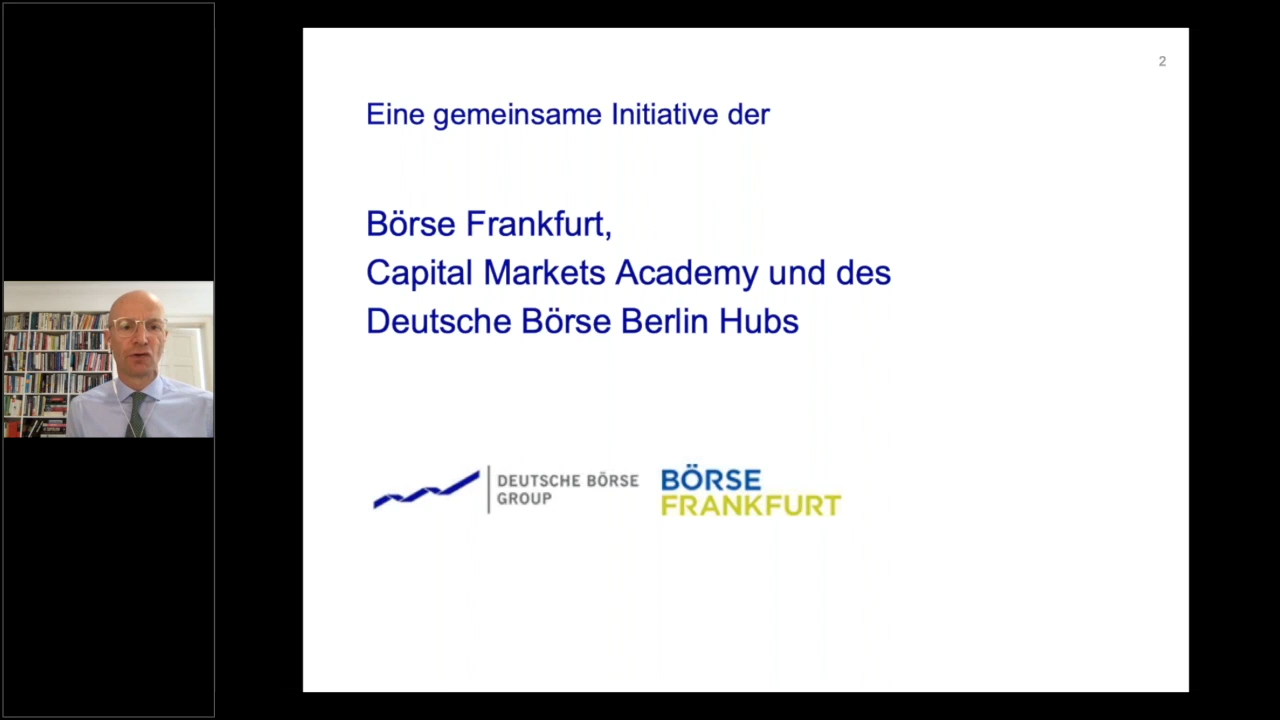 2
Eine gemeinsame Initiative der
Börse Frankfurt,
Capital Markets Academy und des
Deutsche Börse Berlin Hubs
DEUTSCHE BÖRSE
GROUP
BÖRSE
FRANKFURT